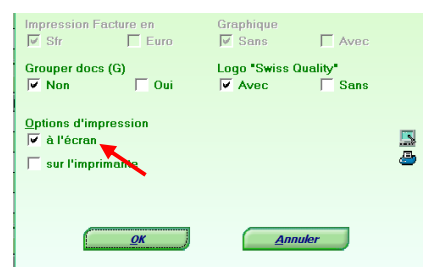 Impression Facture en
Graphique
Sfr Euro
Sans Avec
Grouper docs (G)
Logo "Swiss Quality"
Non Oui
Avec Sans
Options d'impression
à l'écran
sur l'imprimante
OK
Annuler